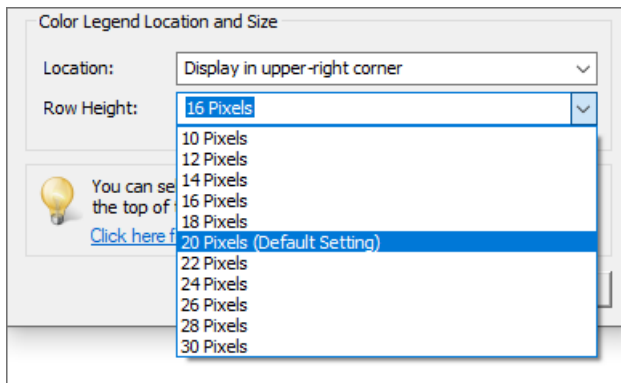 Color Legend Location and Size
Location: Display in upper-right corner
Row Height: 16 Pixels
10 Pixels
12 Pixels
14 Pixels
16 Pixels
18 Pixels
20 Pixels (Default Setting)
22 Pixels
24 Pixels
26 Pixels
28 Pixels
30 Pixels
You can
the top of
Click here